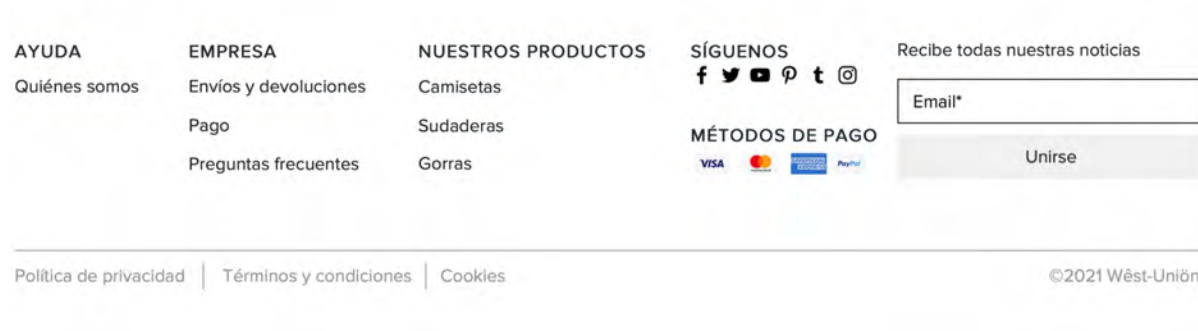 AYUDA
Quiénes somos
EMPRESA
Envíos y devoluciones
Pago
Preguntas frecuentes
NUESTROS PRODUCTOS
Camisetas
Sudaderas
Gorras
SÍGUENOS
MÉTODOS DE PAGO
VISA
PayPal
Recibe todas nuestras noticias
Email*
Unirse
Política de privacidad
Términos y condiciones
Cookies
©2021 Wêst-Uniön